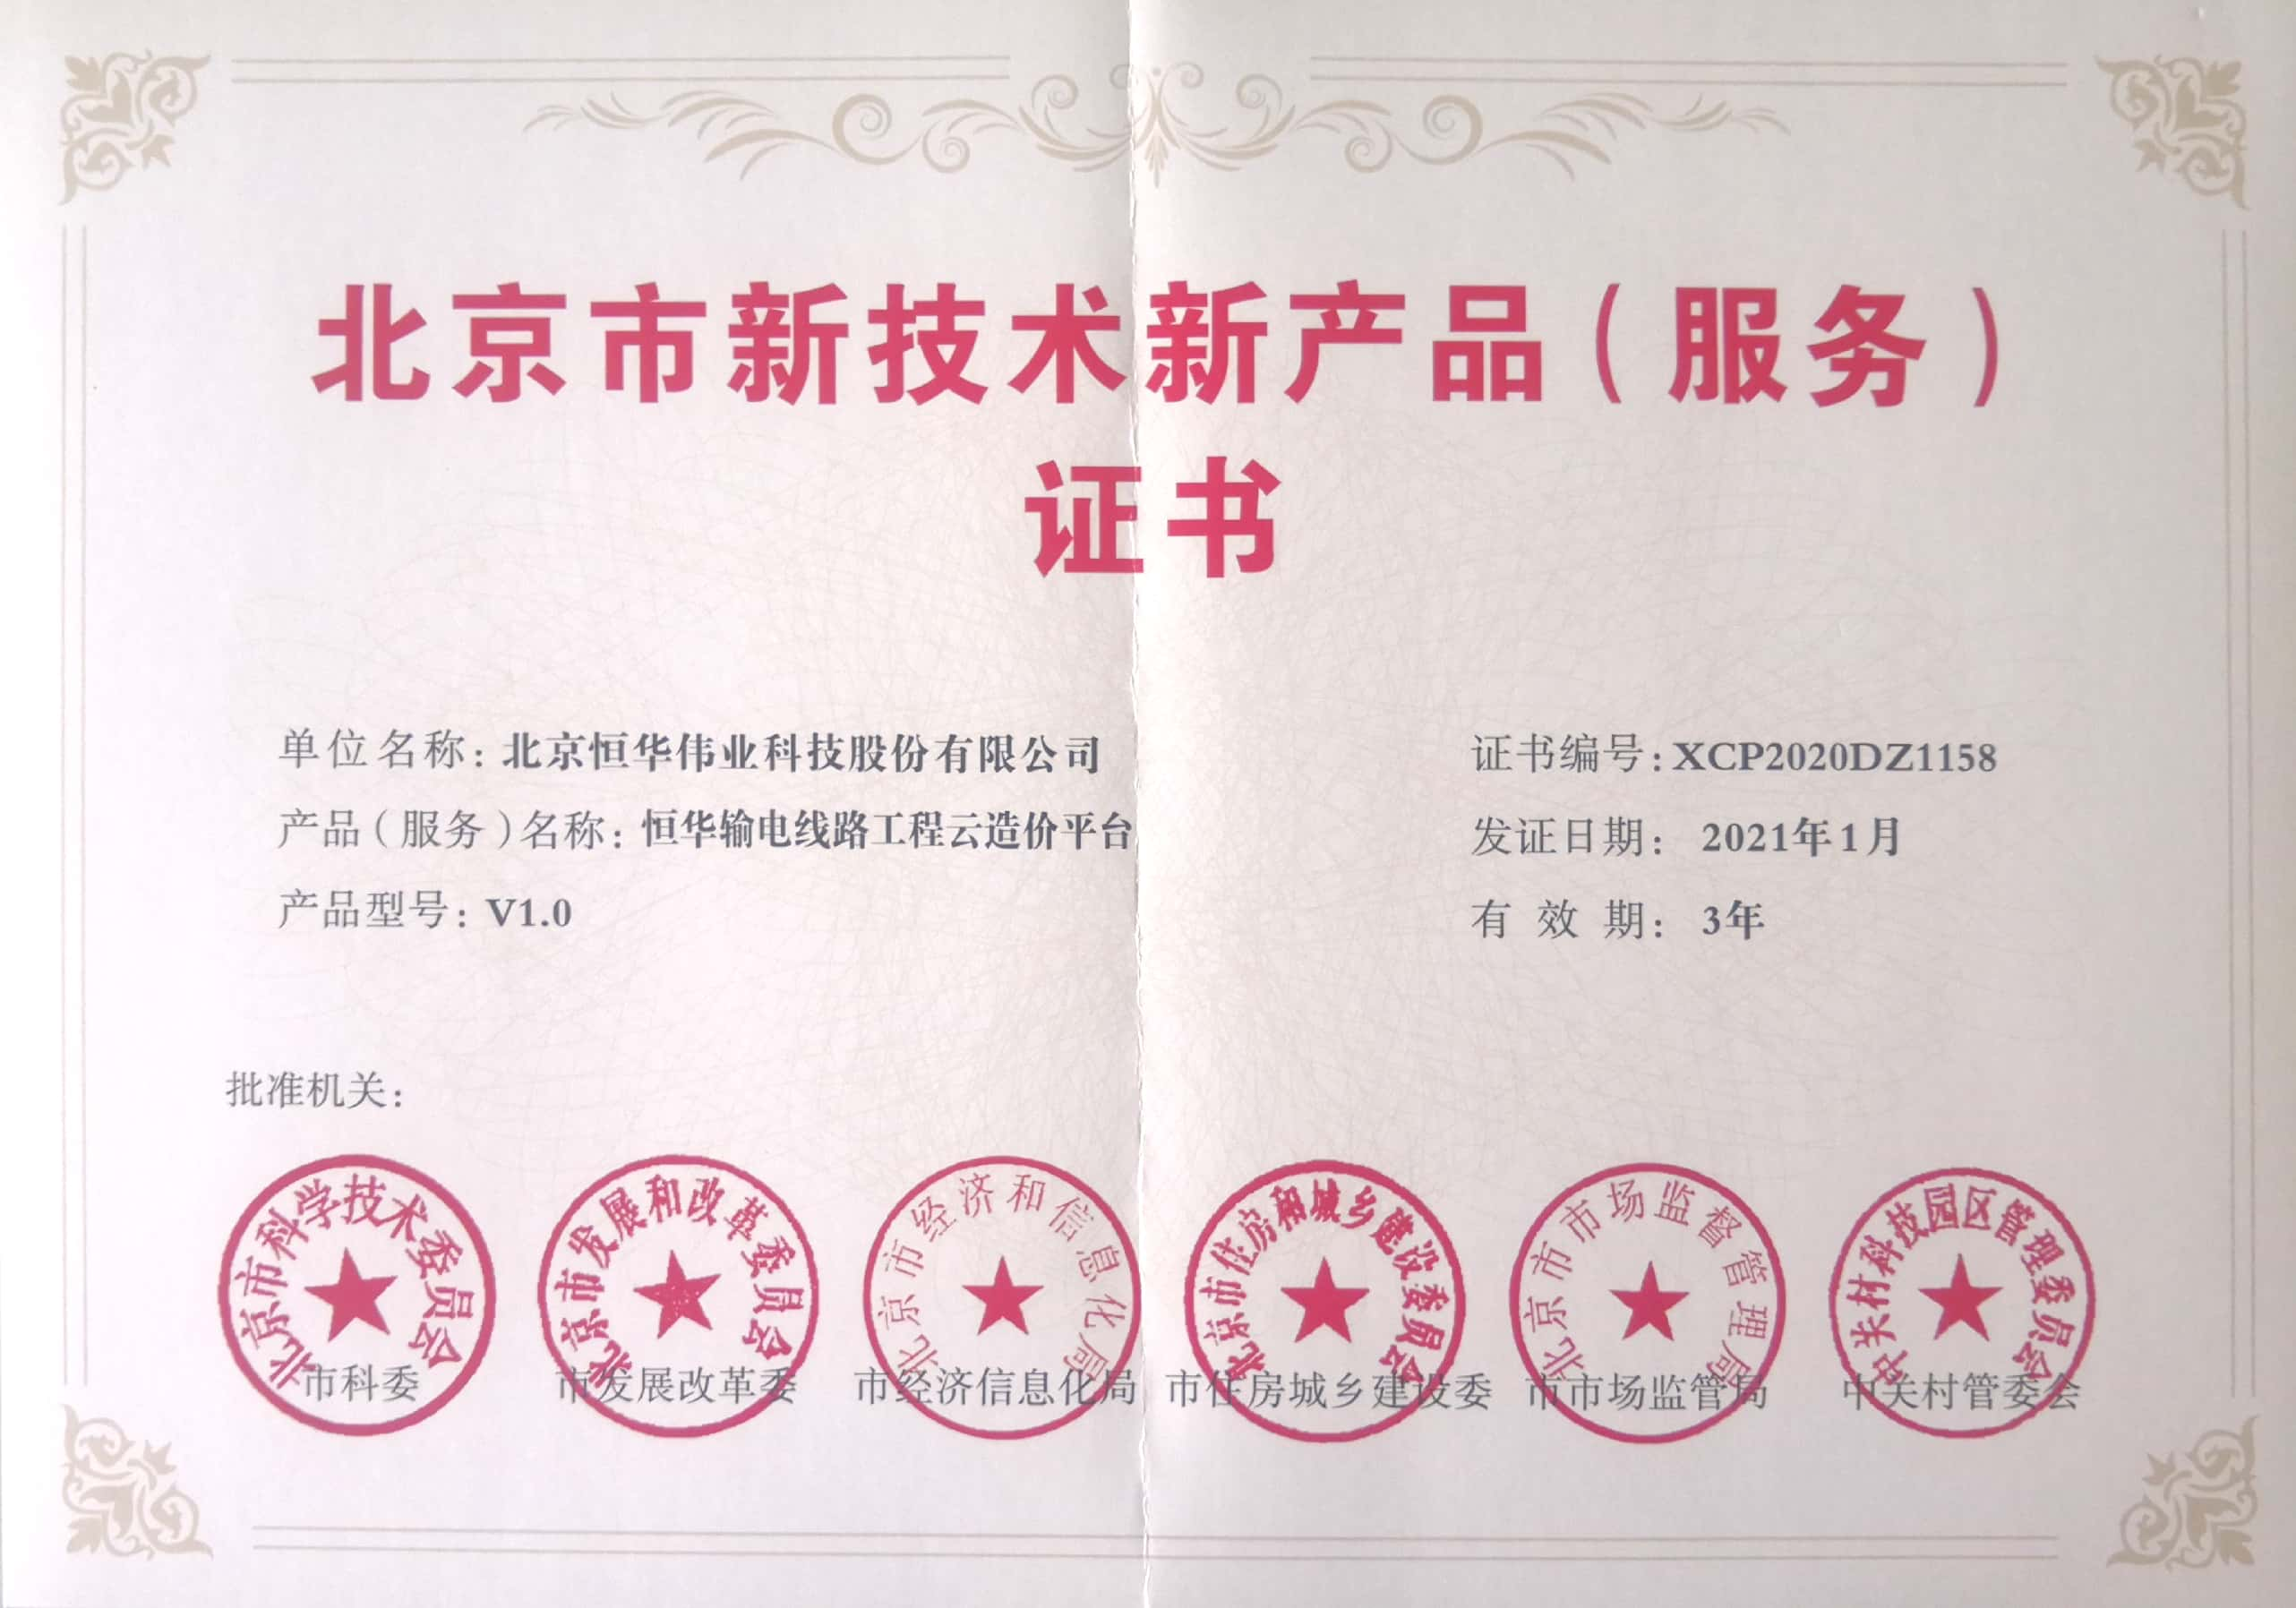 北京市新技术新产品（服务）
证书
单位名称：北京恒华伟业科技股份有限公司
产品（服务）名称：恒华输电线路工程云造价平台
产品型号：V1.0
证书编号：XCP2020DZ1158
发证日期： 2021年1月
有 效 期： 3年
批准机关：
北京市科学技术委员会
市科委
北京市发展和改革委员会
市发展改革委
北京市经济和信息化局
市经济信息化局
北京市住房和城乡建设委员会
市住房城乡建设委
北京市市场监督管理局
市市场监管局
中关村科技园区管理委员会
中关村管委会